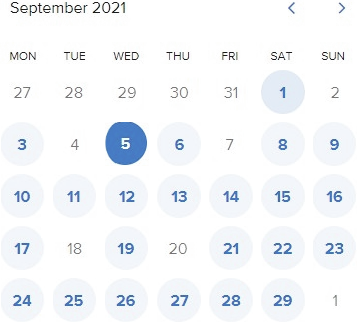 September 2021
MON TUE WED THU FRI SAT SUN
27 28 29 30 31 1 2
3 4 5 6 7 8 9
10 11 12 13 14 15 16
17 18 19 20 21 22 23
24 25 26 27 28 29 1